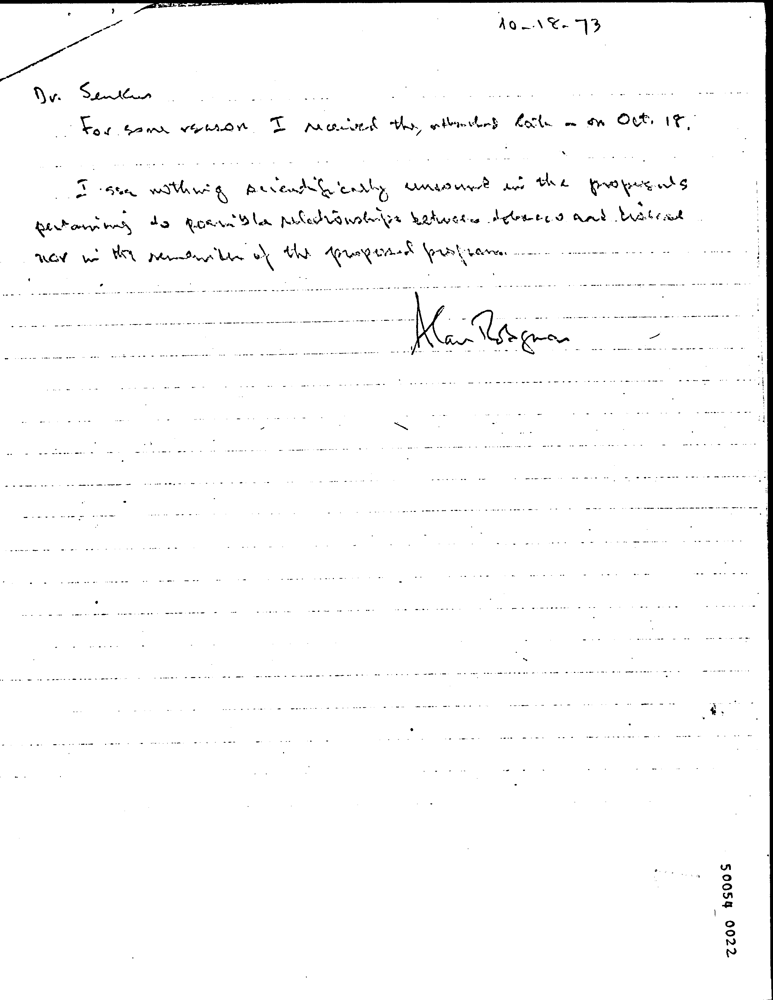 10-18-73
Dr. Senkus
For some reason I received the attached late - on Oct. 18.
I see nothing scientifically unsound in the proposals
pertaining to possible relationships between tobacco and
nor in the remainder of the proposed program.
Alan Rodgman
50054 0022